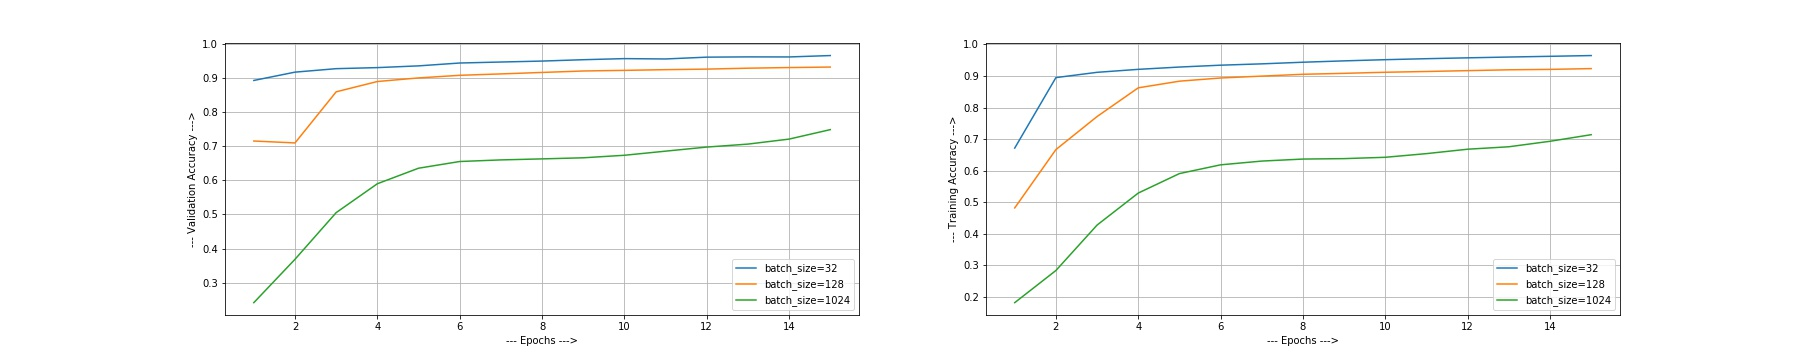 1.0
0.9
0.8
0.7
0.6
0.5
0.4
0.3
--- Validation Accuracy --->
2 4 6 8 10 12 14
--- Epochs --->
batch_size=32
batch_size=128
batch_size=1024
1.0
0.9
0.8
0.7
0.6
0.5
0.4
0.3
0.2
--- Training Accuracy --->
2 4 6 8 10 12 14
--- Epochs --->
batch_size=32
batch_size=128
batch_size=1024